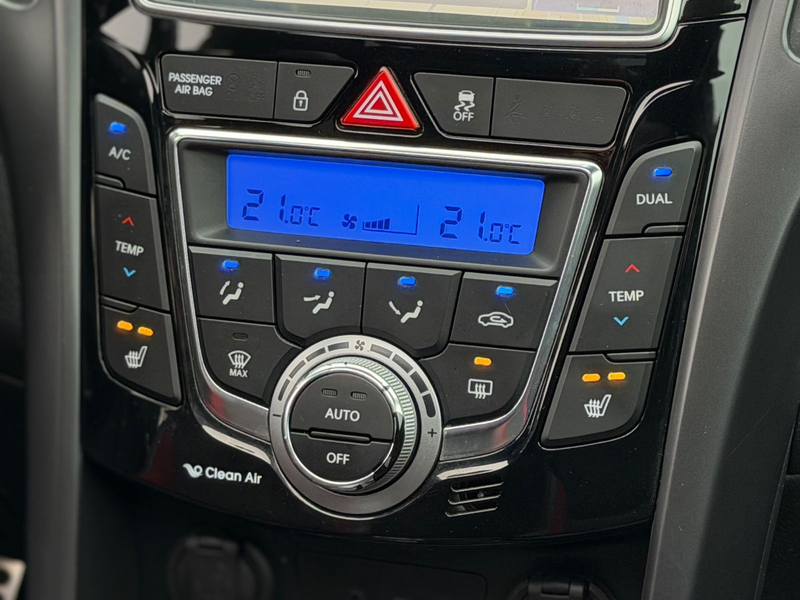 PASSENGER
AIR BAG
OFF
A/C
21.0°C 21.0°C
DUAL
TEMP
TEMP
MAX
AUTO
OFF
- +
Clean Air